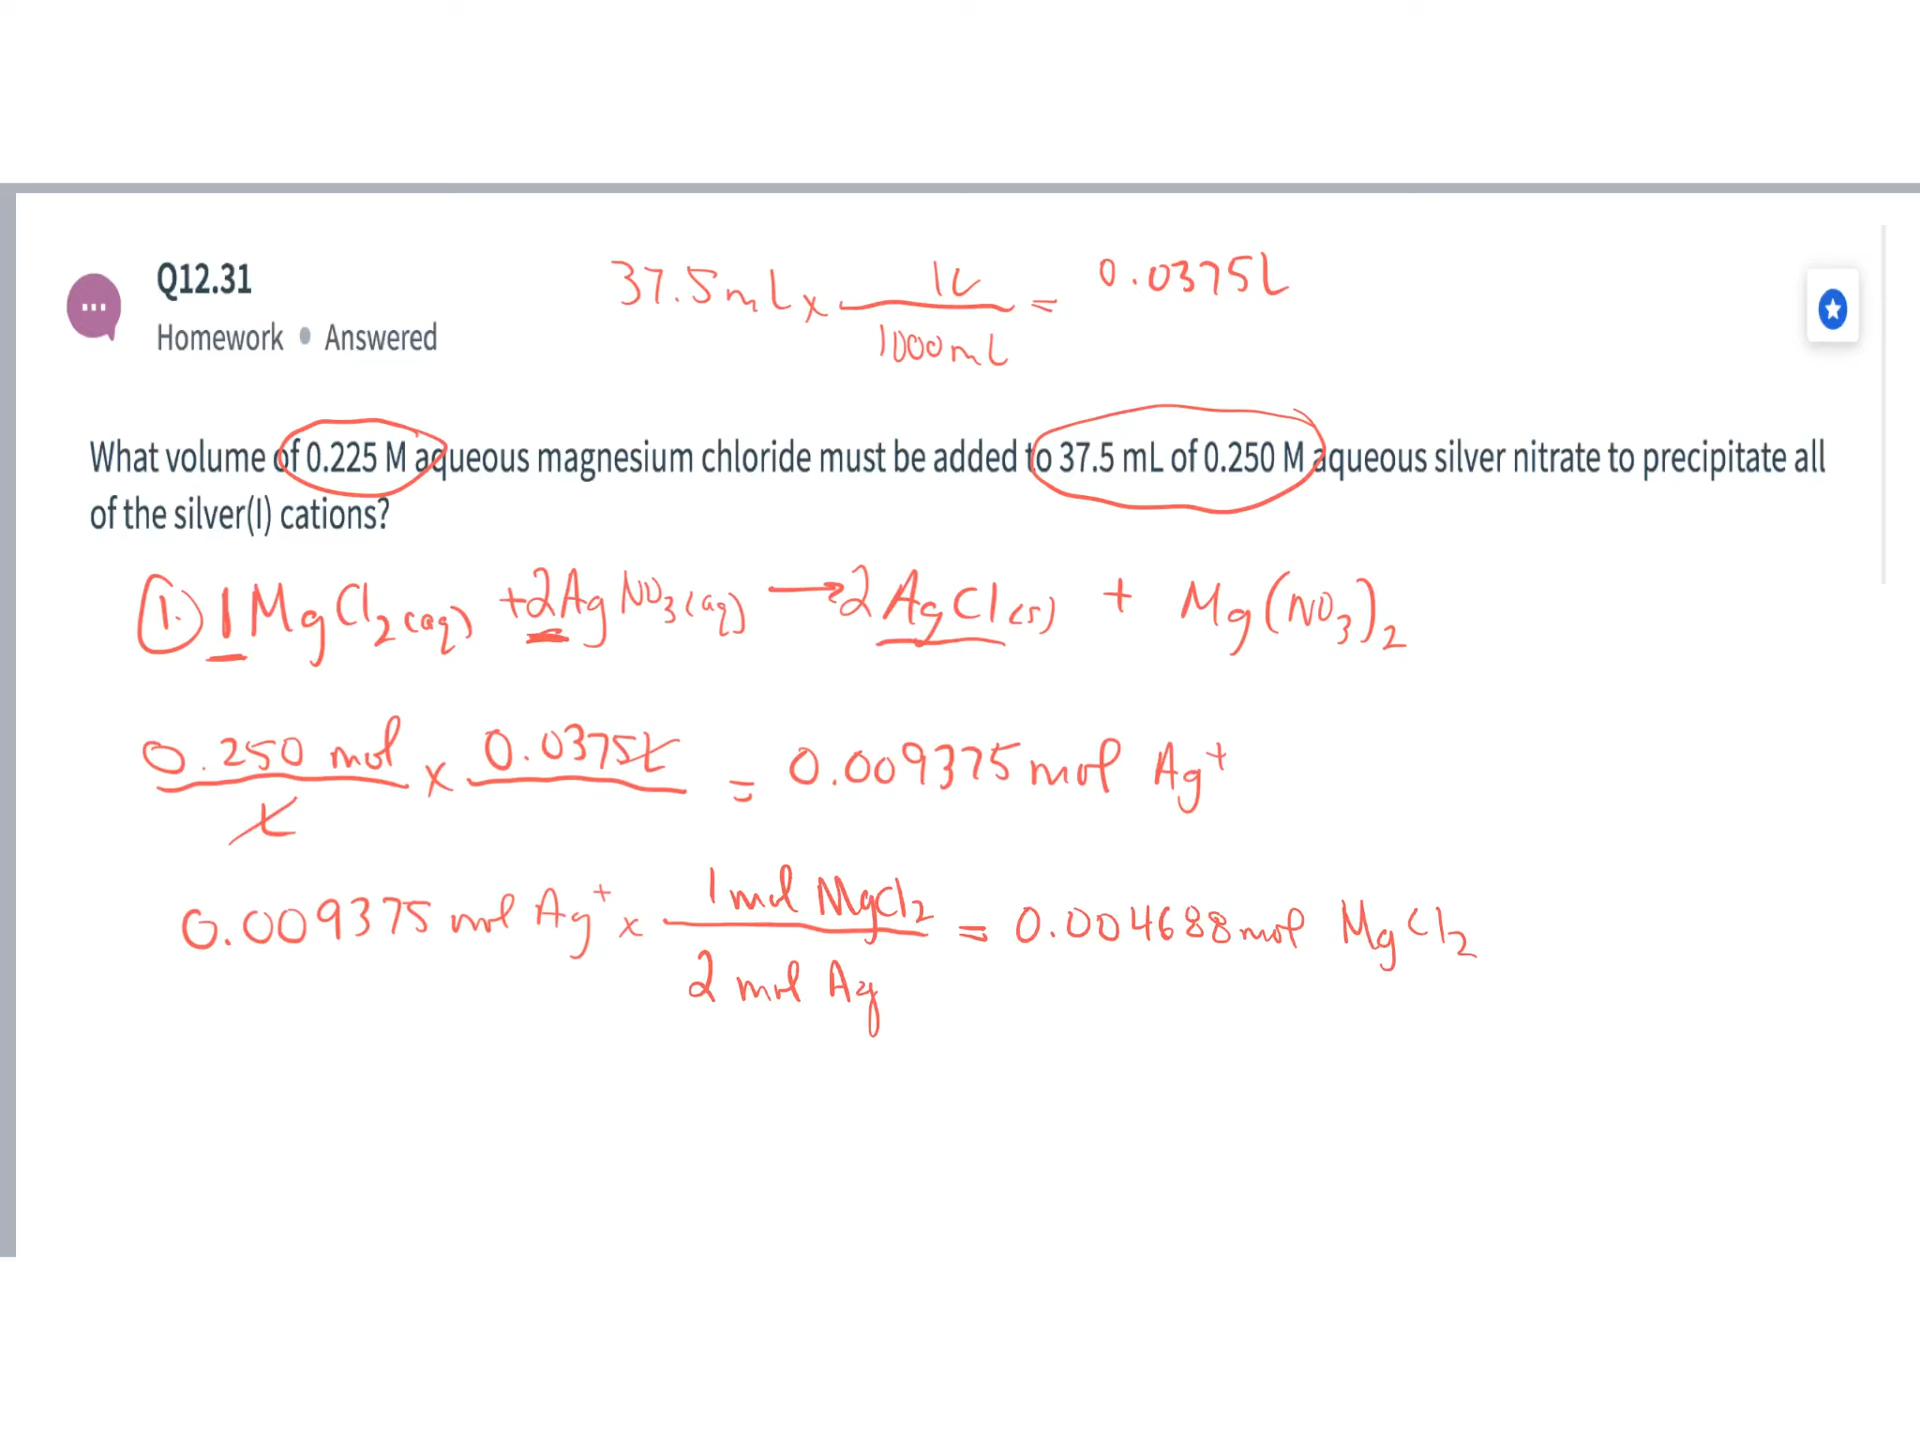 Q12.31
Homework • Answered
37.5mL x 1L / 1000mL = 0.0375L
What volume of 0.225 M aqueous magnesium chloride must be added to 37.5 mL of 0.250 M aqueous silver nitrate to precipitate all
of the silver(I) cations?
1. 1MgCl₂(aq) + 2AgNO₃(aq) → 2AgCl(s) + Mg(NO₃)₂
0.250 mol / L x 0.0375L = 0.009375 mol Ag⁺
0.009375 mol Ag⁺ x 1 mol MgCl₂ / 2 mol Ag = 0.004688 mol MgCl₂